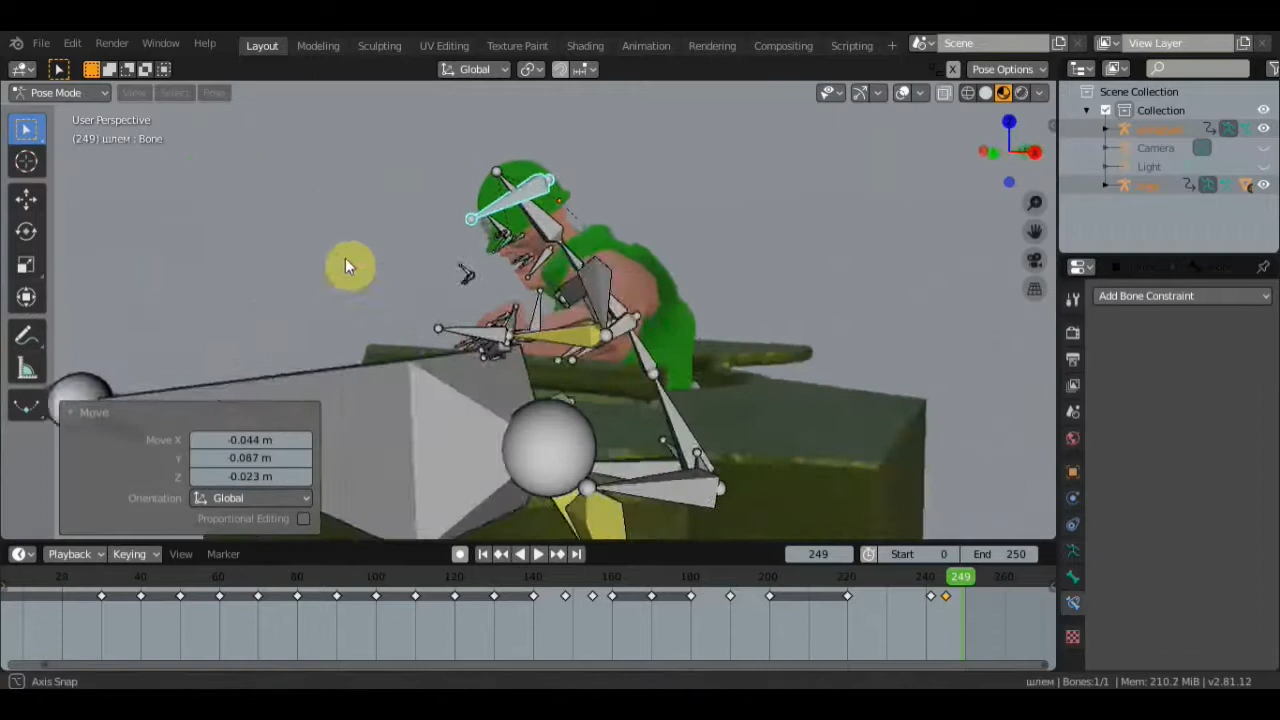 File Edit Render Window Help Layout Modeling Sculpting UV Editing Texture Paint Shading Animation Rendering Compositing Scripting + Scene View Layer
Global X Pose Options
Pose Mode View Select Pose
Scene Collection
User Perspective
(249) шлем : Bone
Collection
Camera
Light
Add Bone Constraint
Move
Move X -0.044 m
Y -0.087 m
Z -0.023 m
Orientation Global
Proportional Editing
Playback Keying View Marker 249 Start 0 End 250
20 40 60 80 100 120 140 160 180 200 220 240 249 260
Axis Snap шлем | Bones:1/1 | Mem: 210.2 MiB | v2.81.12